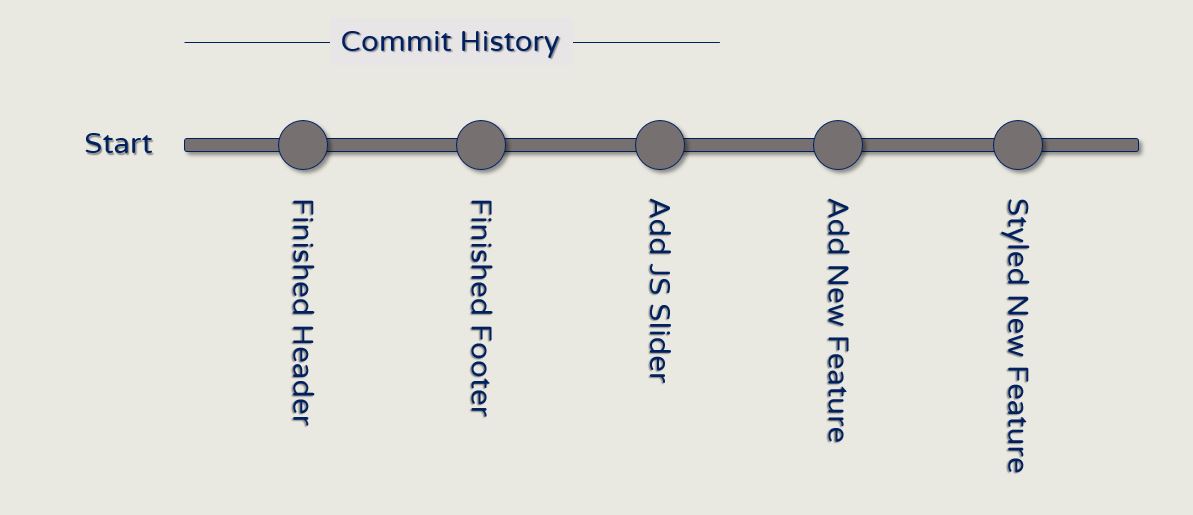 Commit History
Start
Finished Header
Finished Footer
Add JS Slider
Add New Feature
Styled New Feature